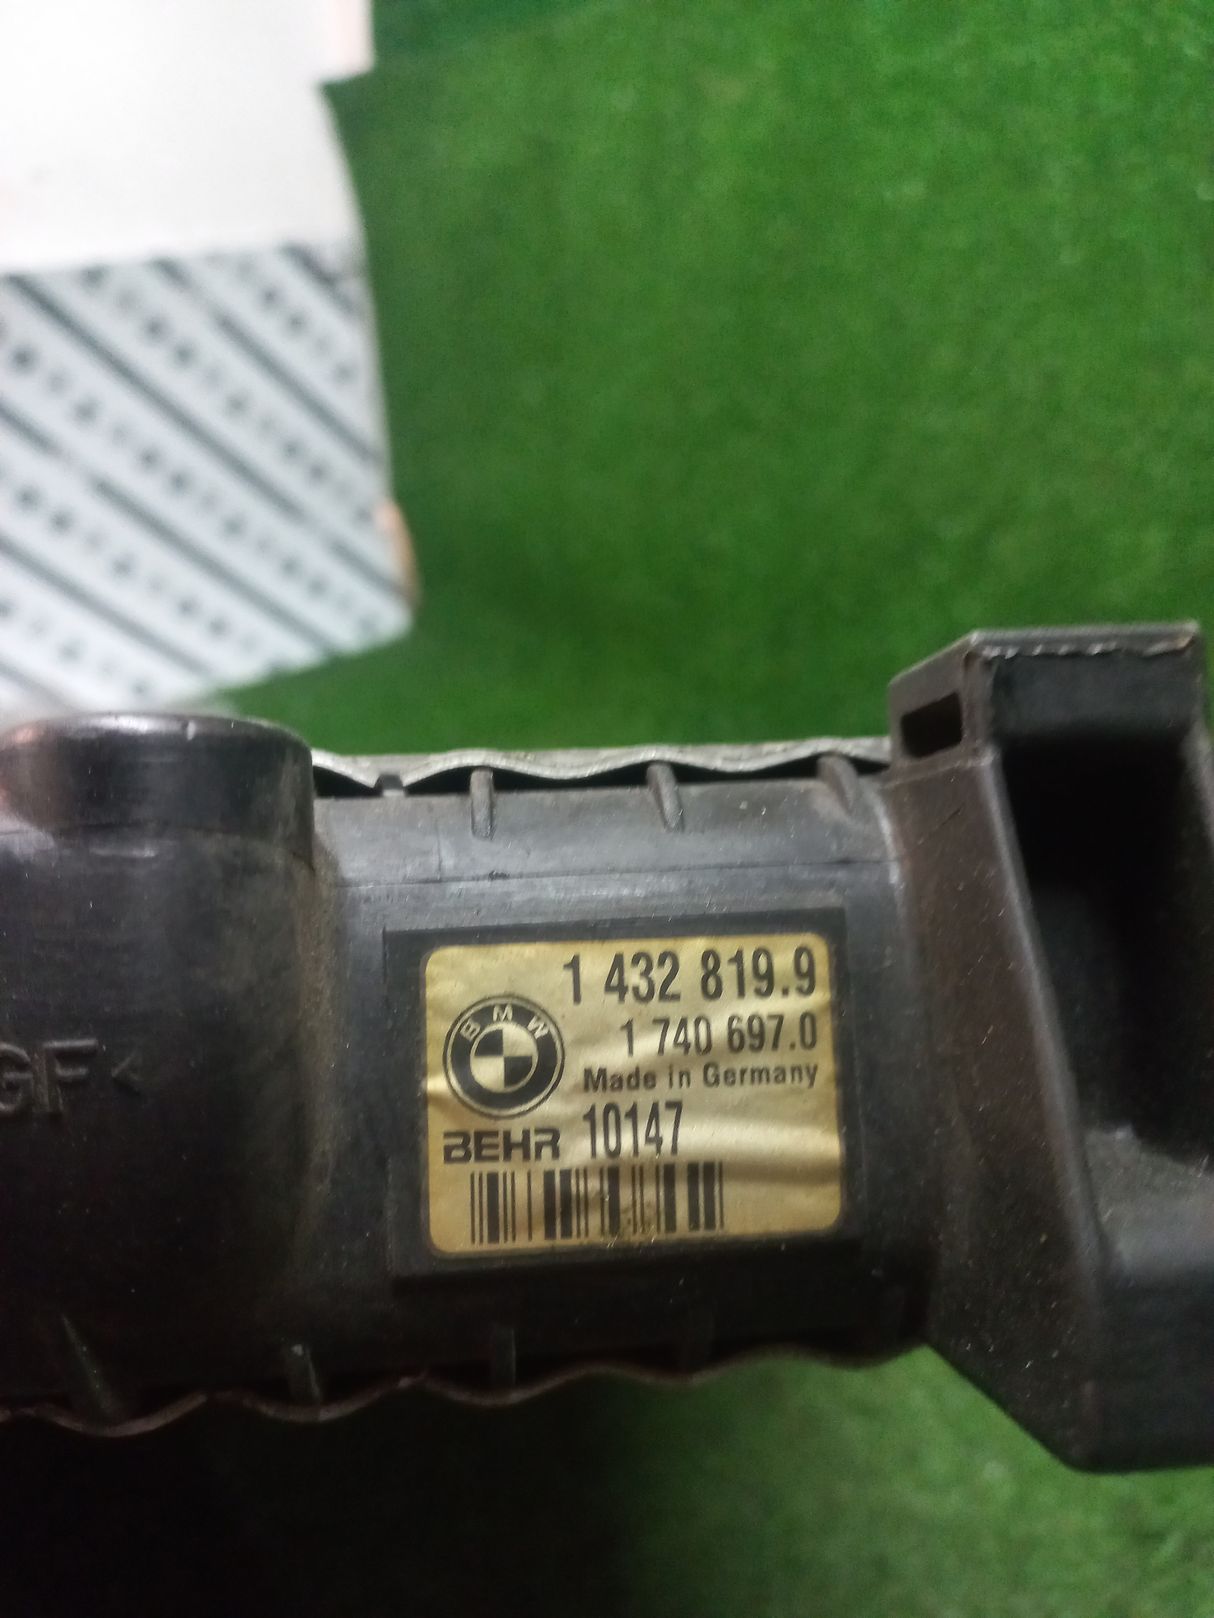 1 432 819.9
BMW
1 740 697.0
Made in Germany
BEHR 10147
GF<